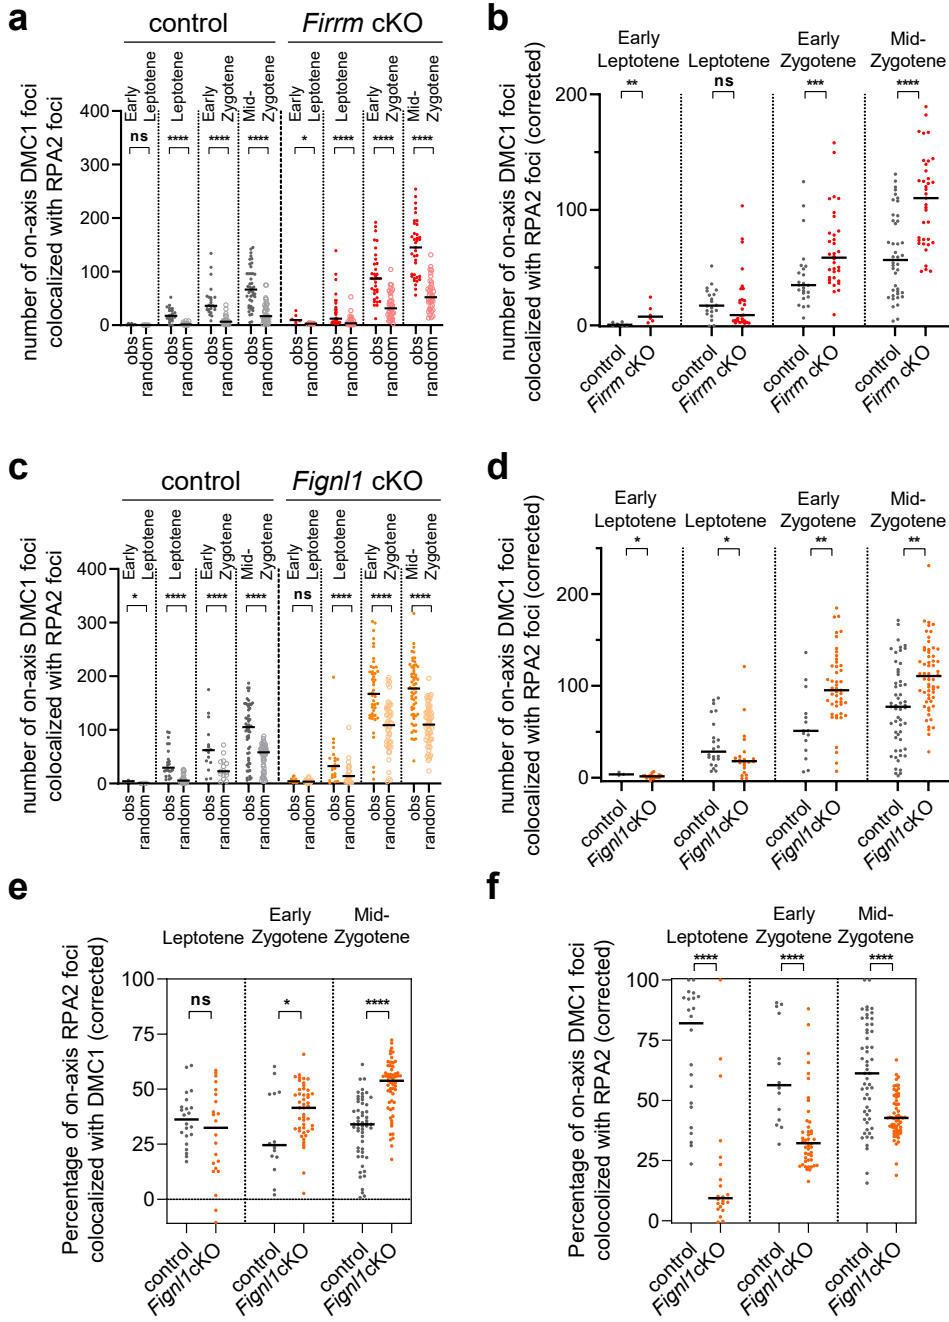 a
control
Firrm cKO
Early
Leptotene
Leptotene
Early
Zygotene
Mid-
Zygotene
Early
Leptotene
Leptotene
Early
Zygotene
Mid-
Zygotene
number of on-axis DMC1 foci
colocalized with RPA2 foci
400
300
200
100
0
ns
****
****
****
*
****
****
****
obs
random
obs
random
obs
random
obs
random
obs
random
obs
random
obs
random
obs
random
b
Early
Leptotene
Leptotene
Early
Zygotene
Mid-
Zygotene
**
ns
***
****
number of on-axis DMC1 foci
colocalized with RPA2 foci (corrected)
200
100
0
control
Firrm cKO
control
Firrm cKO
control
Firrm cKO
control
Firrm cKO
c
control
Fignl1 cKO
Early
Leptotene
Leptotene
Early
Zygotene
Mid-
Zygotene
Early
Leptotene
Leptotene
Early
Zygotene
Mid-
Zygotene
number of on-axis DMC1 foci
colocalized with RPA2 foci
400
300
200
100
0
*
****
****
****
ns
****
****
****
obs
random
obs
random
obs
random
obs
random
obs
random
obs
random
obs
random
obs
random
d
Early
Leptotene
Leptotene
Early
Zygotene
Mid-
Zygotene
*
*
**
**
number of on-axis DMC1 foci
colocalized with RPA2 foci (corrected)
200
100
0
control
Fignl1cKO
control
Fignl1cKO
control
Fignl1cKO
control
Fignl1cKO
e
Leptotene
Early
Zygotene
Mid-
Zygotene
Percentage of on-axis RPA2 foci
colocalized with DMC1 (corrected)
100
75
50
25
0
ns
*
****
control
Fignl1cKO
control
Fignl1cKO
control
Fignl1cKO
f
Leptotene
Early
Zygotene
Mid-
Zygotene
****
****
****
Percentage of on-axis DMC1 foci
colocolized with RPA2 (corrected)
100
75
50
25
0
control
Fignl1cKO
control
Fignl1cKO
control
Fignl1cKO